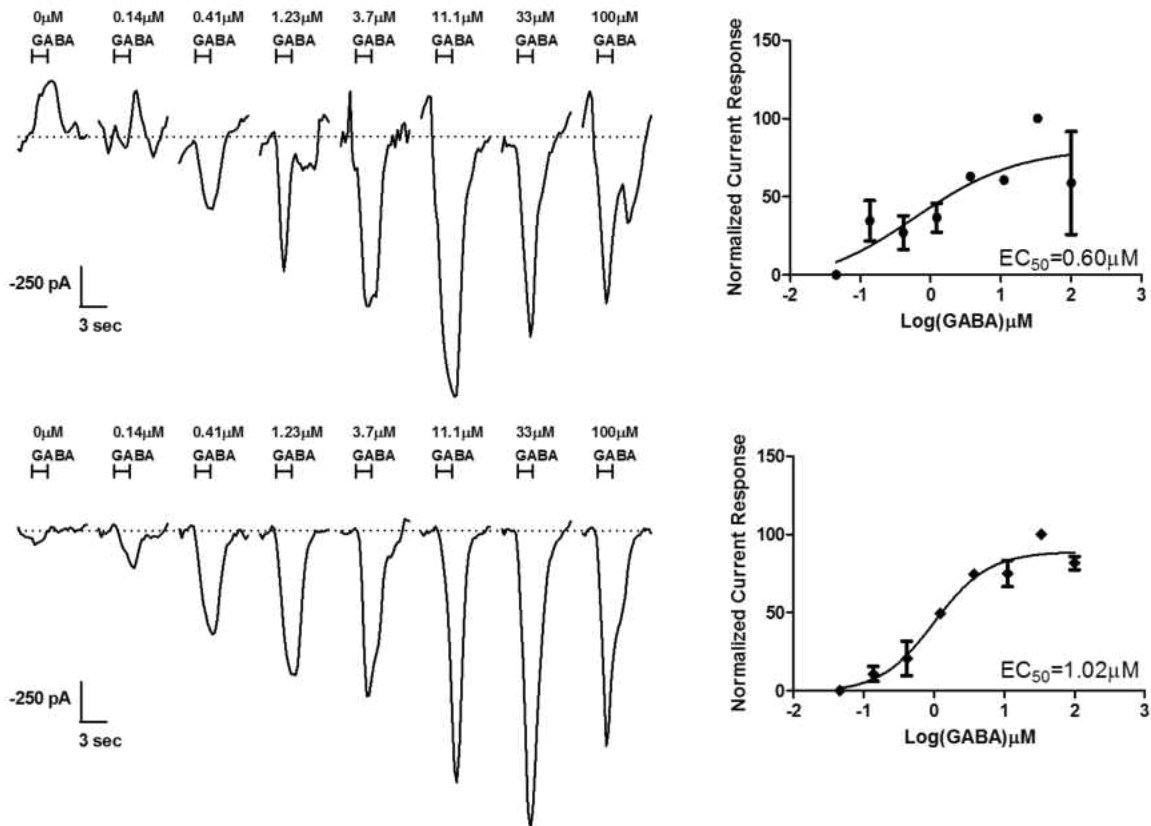 0µM 0.14µM 0.41µM 1.23µM 3.7µM 11.1µM 33µM 100µM
GABA GABA GABA GABA GABA GABA GABA GABA
-250 pA
3 sec
Normalized Current Response
150
100
50
0
EC50=0.60µM
-2 -1 0 1 2 3
Log(GABA)µM
0µM 0.14µM 0.41µM 1.23µM 3.7µM 11.1µM 33µM 100µM
GABA GABA GABA GABA GABA GABA GABA GABA
-250 pA
3 sec
Normalized Current Response
150
100
50
0
EC50=1.02µM
-2 -1 0 1 2 3
Log(GABA)µM